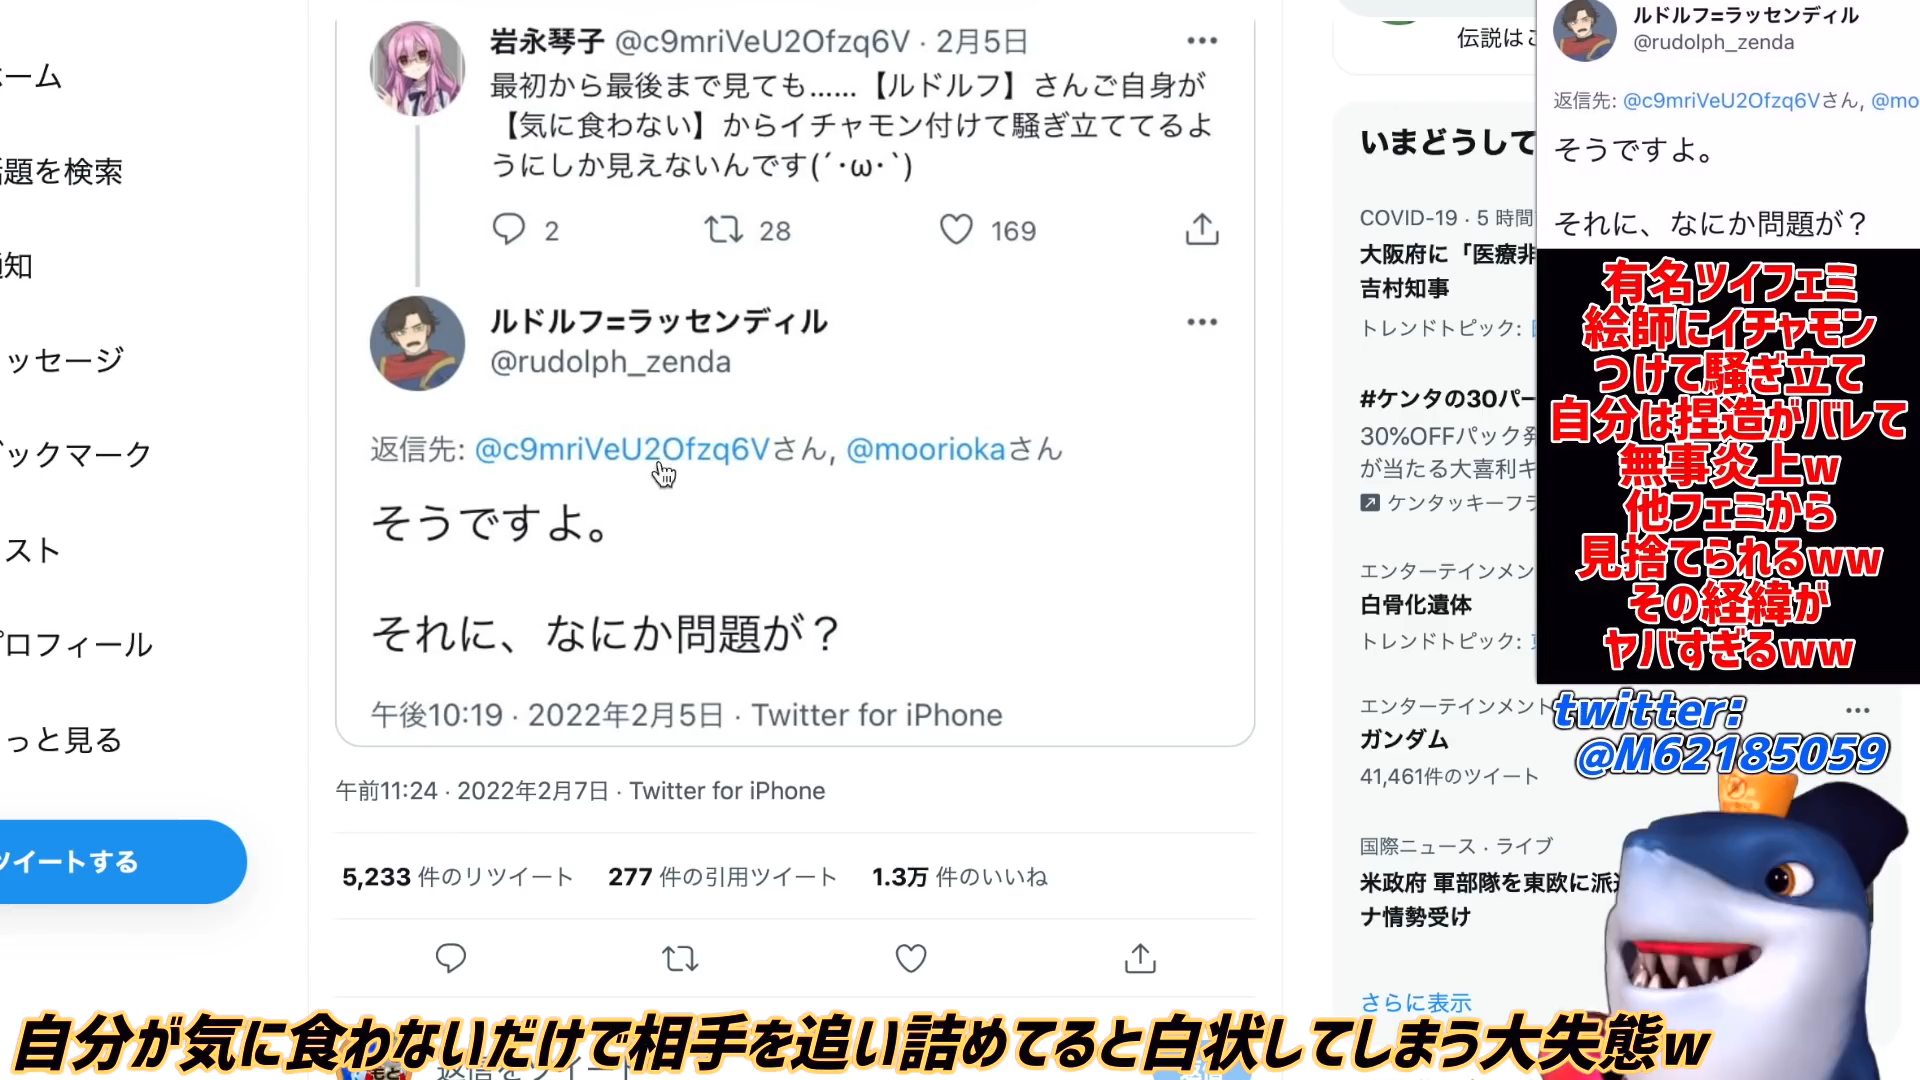 ーム
題を検索
知
ッセージ
ックマーク
スト
ロフィール
っと見る
ツイートする
岩永琴子 @c9mriVeU2Ofzq6V · 2月5日
最初から最後まで見ても……【ルドルフ】さんご自身が
【気に食わない】からイチャモン付けて騒ぎ立ててるよ
うにしか見えないんです(´･ω･`)
2 28 169
ルドルフ=ラッセンディル
@rudolph_zenda
返信先: @c9mriVeU2Ofzq6Vさん, @mooriokaさん
そうですよ。
それに、なにか問題が？
午後10:19 · 2022年2月5日 · Twitter for iPhone
午前11:24 · 2022年2月7日 · Twitter for iPhone
5,233 件のリツイート 277 件の引用ツイート 1.3万 件のいいね
伝説は
いまどうして
COVID-19 · 5 時間
大阪府に「医療非
吉村知事
トレンドトピック:
#ケンタの30パー
30%OFFパック
が当たる大喜利キ
ケンタッキーフラ
エンターテインメン
白骨化遺体
トレンドトピック:
エンターテインメント
ガンダム
41,461件のツイート
国際ニュース · ライブ
米政府 軍部隊を東欧に派
ナ情勢受け
さらに表示
ルドルフ=ラッセンディル
@rudolph_zenda
返信先: @c9mriVeU2Ofzq6Vさん, @mo
そうですよ。
それに、なにか問題が？
有名ツイフェミ
絵師にイチャモン
つけて騒ぎ立て
自分は捏造がバレて
無事炎上w
他フェミから
見捨てられるww
その経緯が
ヤバすぎるww
twitter:
@M62185059
自分が気に食わないだけで相手を追い詰めてると白状してしまう大失態w